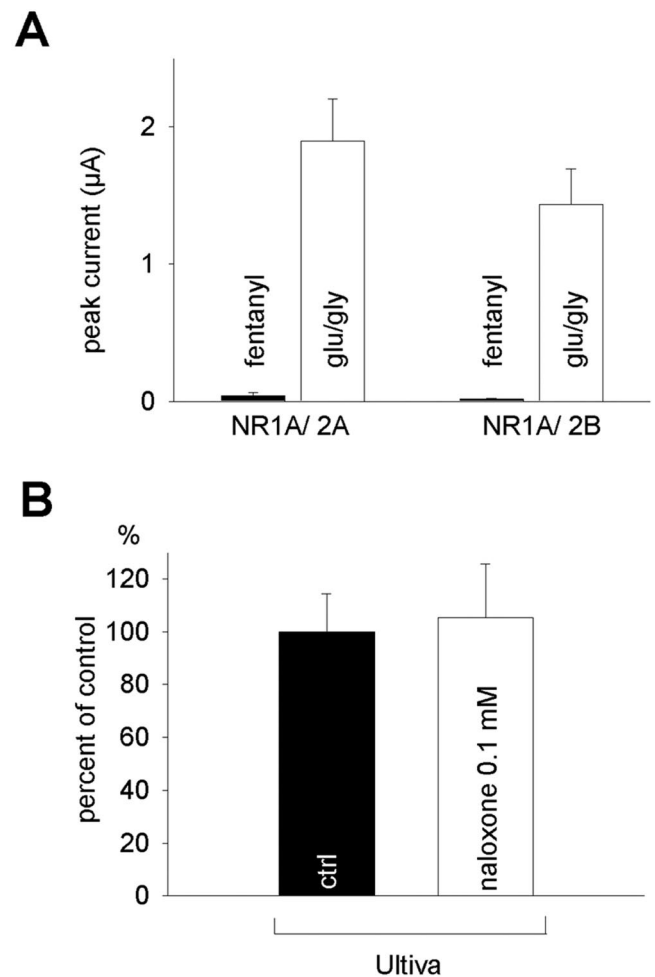 A
peak current (µA)
2
1
0
fentanyl
glu/gly
fentanyl
glu/gly
NR1A/ 2A
NR1A/ 2B
B
%
percent of control
120
100
80
60
40
20
0
ctrl
naloxone 0.1 mM
Ultiva